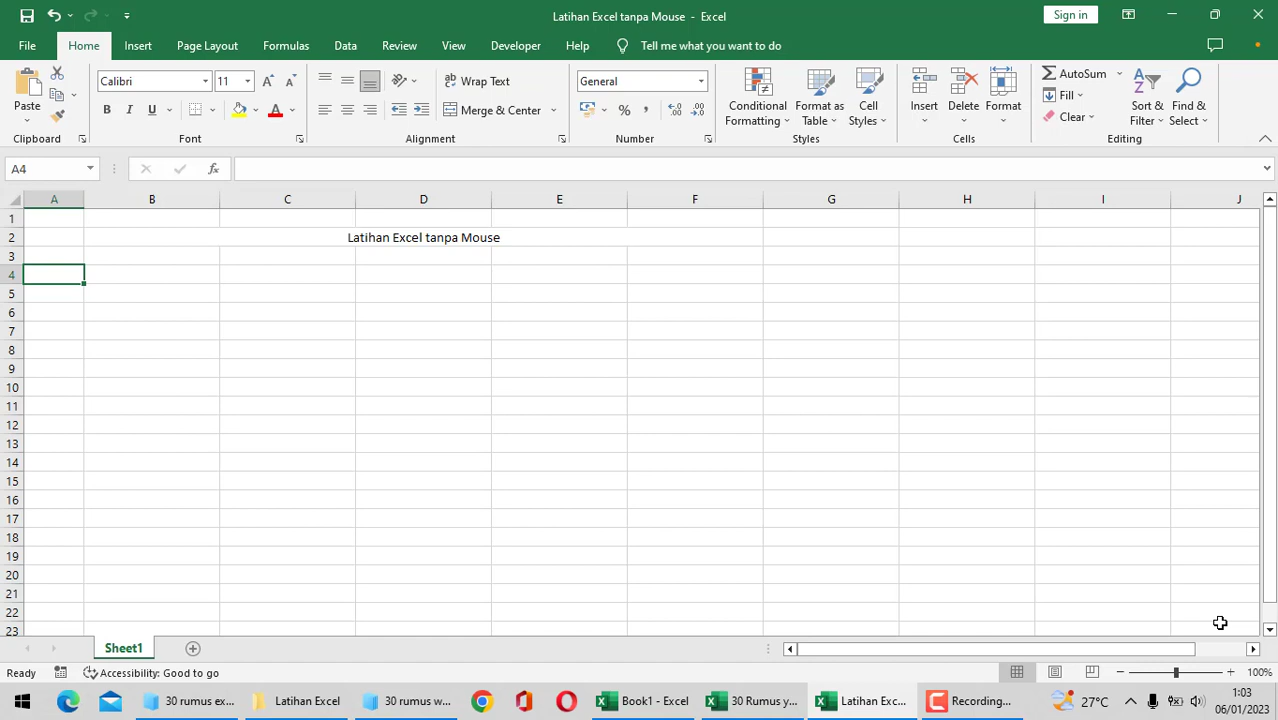 Latihan Excel tanpa Mouse - Excel
Sign in
File Home Insert Page Layout Formulas Data Review View Developer Help Tell me what you want to do
Paste
Calibri 11
B I U
A
Wrap Text
Merge & Center
General
%
Conditional Formatting
Format as Table
Cell Styles
Insert
Delete
Format
AutoSum
Fill
Clear
Sort & Filter
Find & Select
Clipboard Font Alignment Number Styles Cells Editing
A4 fx
A B C D E F G H I J
1
2 Latihan Excel tanpa Mouse
3
4
5
6
7
8
9
10
11
12
13
14
15
16
17
18
19
20
21
22
23
Sheet1
Ready Accessibility: Good to go 100%
30 rumus ex... Latihan Excel 30 rumus w... Book1 - Excel 30 Rumus y... Latihan Exc... Recording... 27°C 1:03
06/01/2023